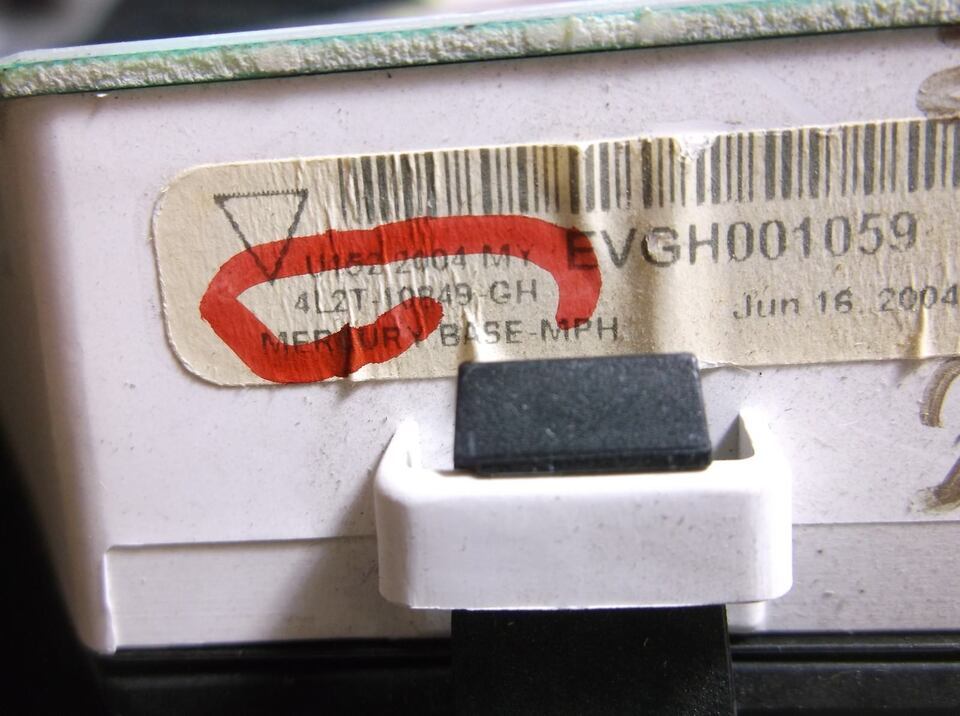 EVGH001059
U152 2004 MY
4L2T-10849-GH
Jun 16, 2004
MERCURY BASE-MPH